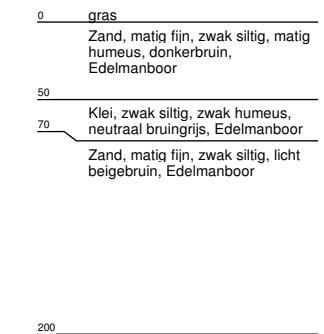 0 gras
Zand, matig fijn, zwak siltig, matig
humeus, donkerbruin,
Edelmanboor
50
Klei, zwak siltig, zwak humeus,
70 neutraal bruingrijs, Edelmanboor
Zand, matig fijn, zwak siltig, licht
beigebruin, Edelmanboor
200